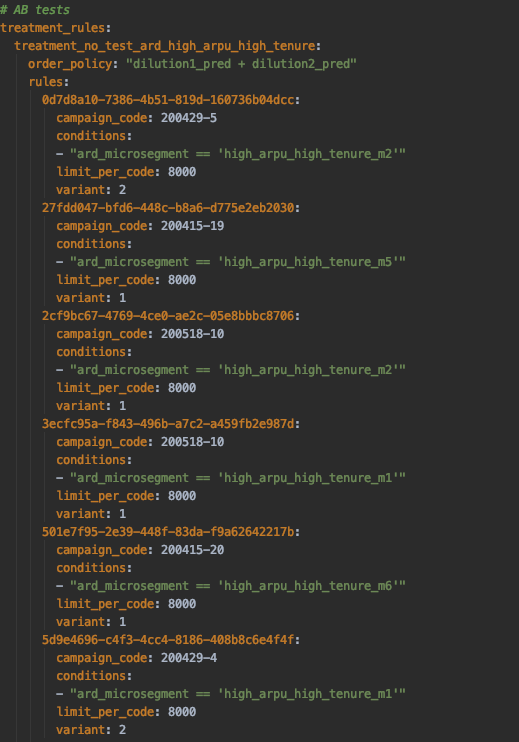 # AB tests
treatment_rules:
treatment_no_test_ard_high_arpu_high_tenure:
order_policy: "dilution1_pred + dilution2_pred"
rules:
0d7d8a10-7386-4b51-819d-160736b04dcc:
campaign_code: 200429-5
conditions:
- "ard_microsegment == 'high_arpu_high_tenure_m2'"
limit_per_code: 8000
variant: 2
27fdd047-bfd6-448c-b8a6-d775e2eb2030:
campaign_code: 200415-19
conditions:
- "ard_microsegment == 'high_arpu_high_tenure_m5'"
limit_per_code: 8000
variant: 1
2cf9bc67-4769-4ce0-ae2c-05e8bbbc8706:
campaign_code: 200518-10
conditions:
- "ard_microsegment == 'high_arpu_high_tenure_m2'"
limit_per_code: 8000
variant: 1
3ecfc95a-f843-496b-a7c2-a459fb2e987d:
campaign_code: 200518-10
conditions:
- "ard_microsegment == 'high_arpu_high_tenure_m1'"
limit_per_code: 8000
variant: 1
501e7f95-2e39-448f-83da-f9a62642217b:
campaign_code: 200415-20
conditions:
- "ard_microsegment == 'high_arpu_high_tenure_m6'"
limit_per_code: 8000
variant: 1
5d9e4696-c4f3-4cc4-8186-408b8c6e4f4f:
campaign_code: 200429-4
conditions:
- "ard_microsegment == 'high_arpu_high_tenure_m1'"
limit_per_code: 8000
variant: 2